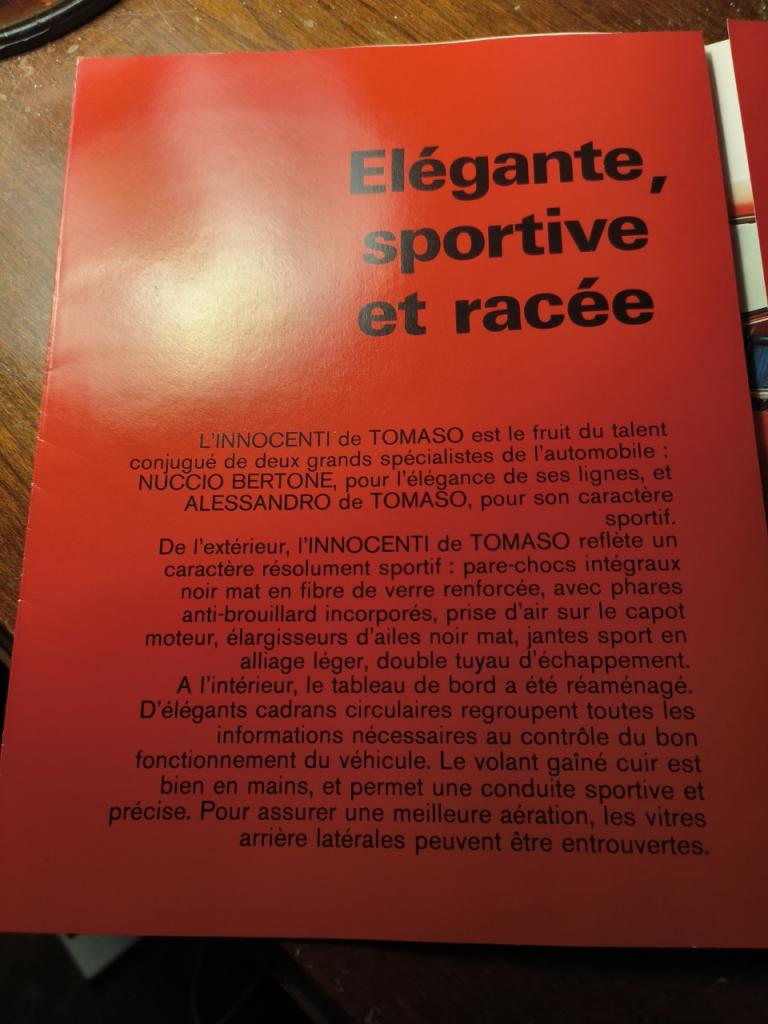 Elégante,
sportive
et racée
L'INNOCENTI de TOMASO est le fruit du talent
conjugué de deux grands spécialistes de l'automobile :
NUCCIO BERTONE, pour l'élégance de ses lignes, et
ALESSANDRO de TOMASO, pour son caractère
sportif.
De l'extérieur, l'INNOCENTI de TOMASO reflète un
caractère résolument sportif : pare-chocs intégraux
noir mat en fibre de verre renforcée, avec phares
anti-brouillard incorporés, prise d'air sur le capot
moteur, élargisseurs d'ailes noir mat, jantes sport en
alliage léger, double tuyau d'échappement.
A l'intérieur, le tableau de bord a été réaménagé.
D'élégants cadrans circulaires regroupent toutes les
informations nécessaires au contrôle du bon
fonctionnement du véhicule. Le volant gaîné cuir est
bien en mains, et permet une conduite sportive et
précise. Pour assurer une meilleure aération, les vitres
arrière latérales peuvent être entrouvertes.